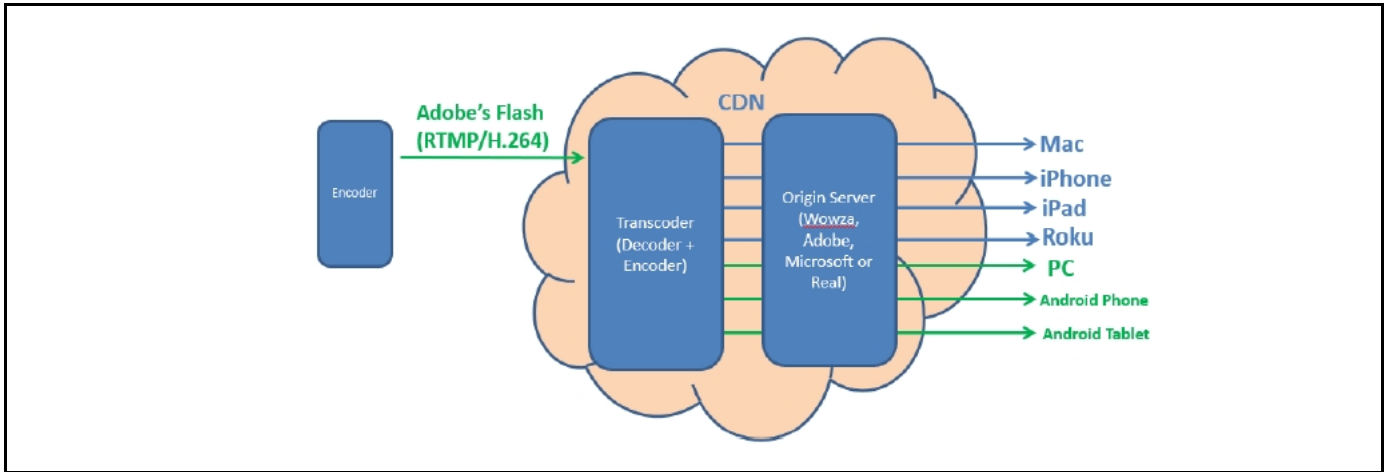 CDN
Adobe's Flash
(RTMP/H.264)
Encoder
Transcoder
(Decoder +
Encoder)
Origin Server
(Wowza,
Adobe,
Microsoft or
Real)
Mac
iPhone
iPad
Roku
PC
Android Phone
Android Tablet